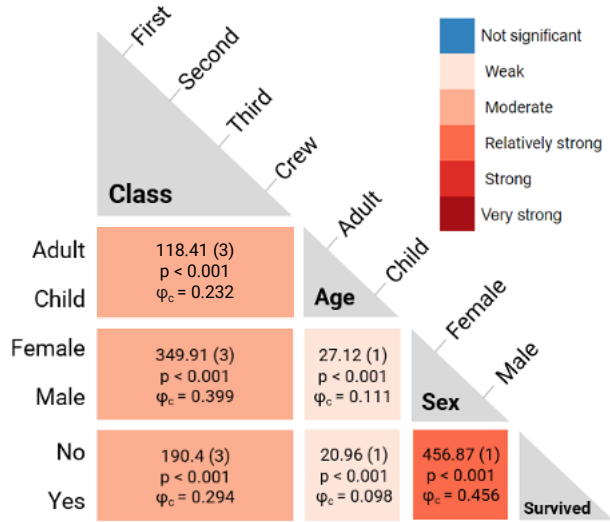 First
Second
Third
Crew
Class
Not significant
Weak
Moderate
Relatively strong
Strong
Very strong
Adult
Child
118.41 (3)
p < 0.001
φc = 0.232
Adult
Child
Age
Female
Male
349.91 (3)
p < 0.001
φc = 0.399
27.12 (1)
p < 0.001
φc = 0.111
Female
Male
Sex
No
Yes
190.4 (3)
p < 0.001
φc = 0.294
20.96 (1)
p < 0.001
φc = 0.098
456.87 (1)
p < 0.001
φc = 0.456
Survived